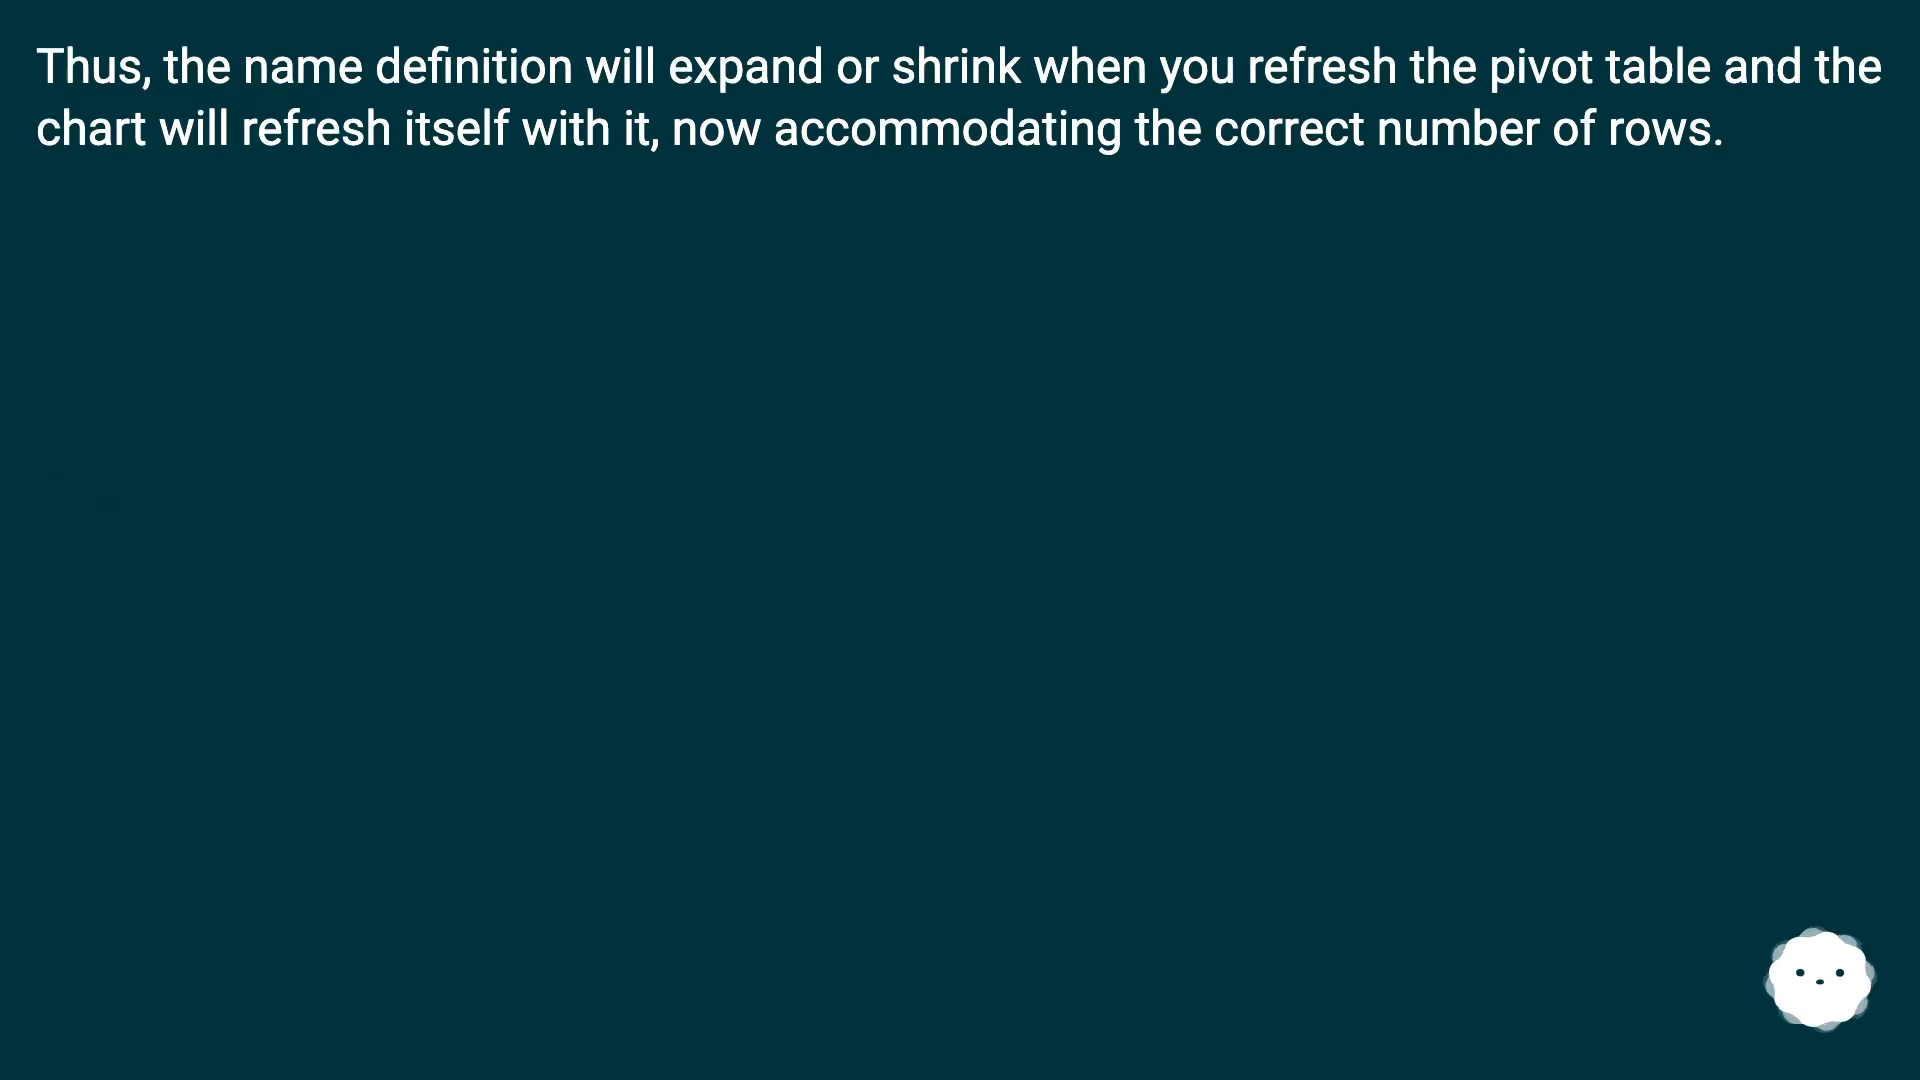 Thus, the name definition will expand or shrink when you refresh the pivot table and the
chart will refresh itself with it, now accommodating the correct number of rows.